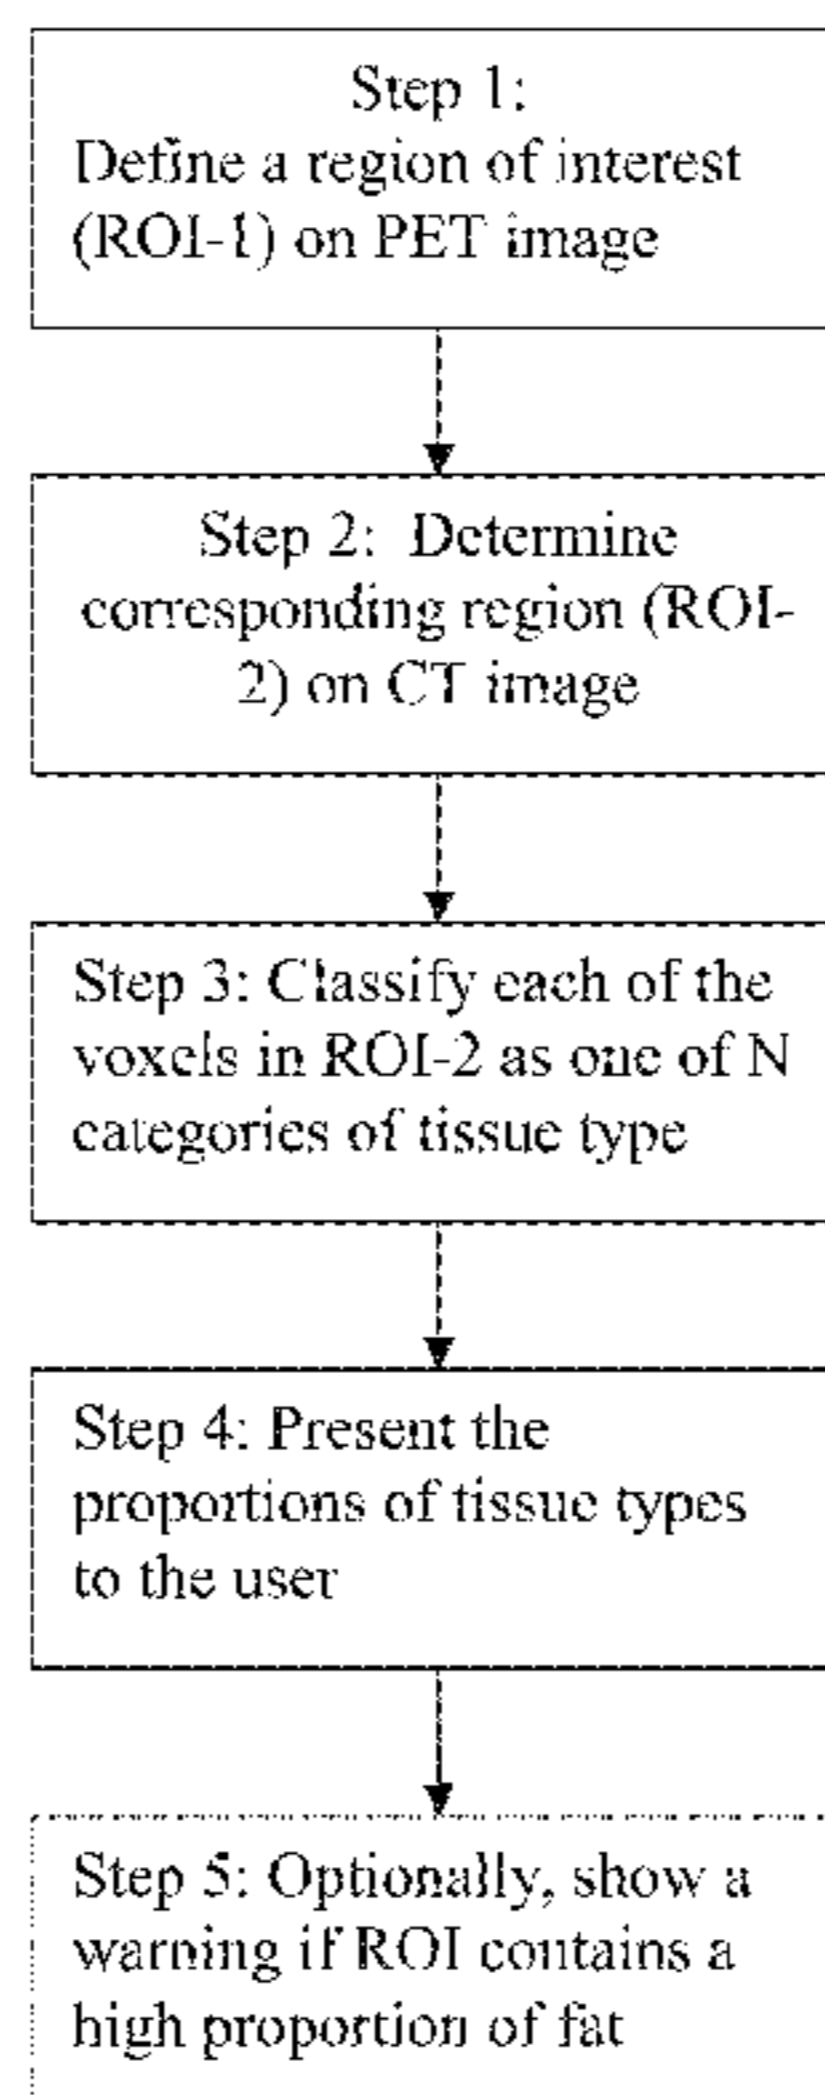 Step 1:
Define a region of interest
(ROI-1) on PET image
Step 2: Determine
corresponding region (ROI-
2) on CT image
Step 3: Classify each of the
voxels in ROI-2 as one of N
categories of tissue type
Step 4: Present the
proportions of tissue types
to the user
Step 5: Optionally, show a
warning if ROI contains a
high proportion of fat